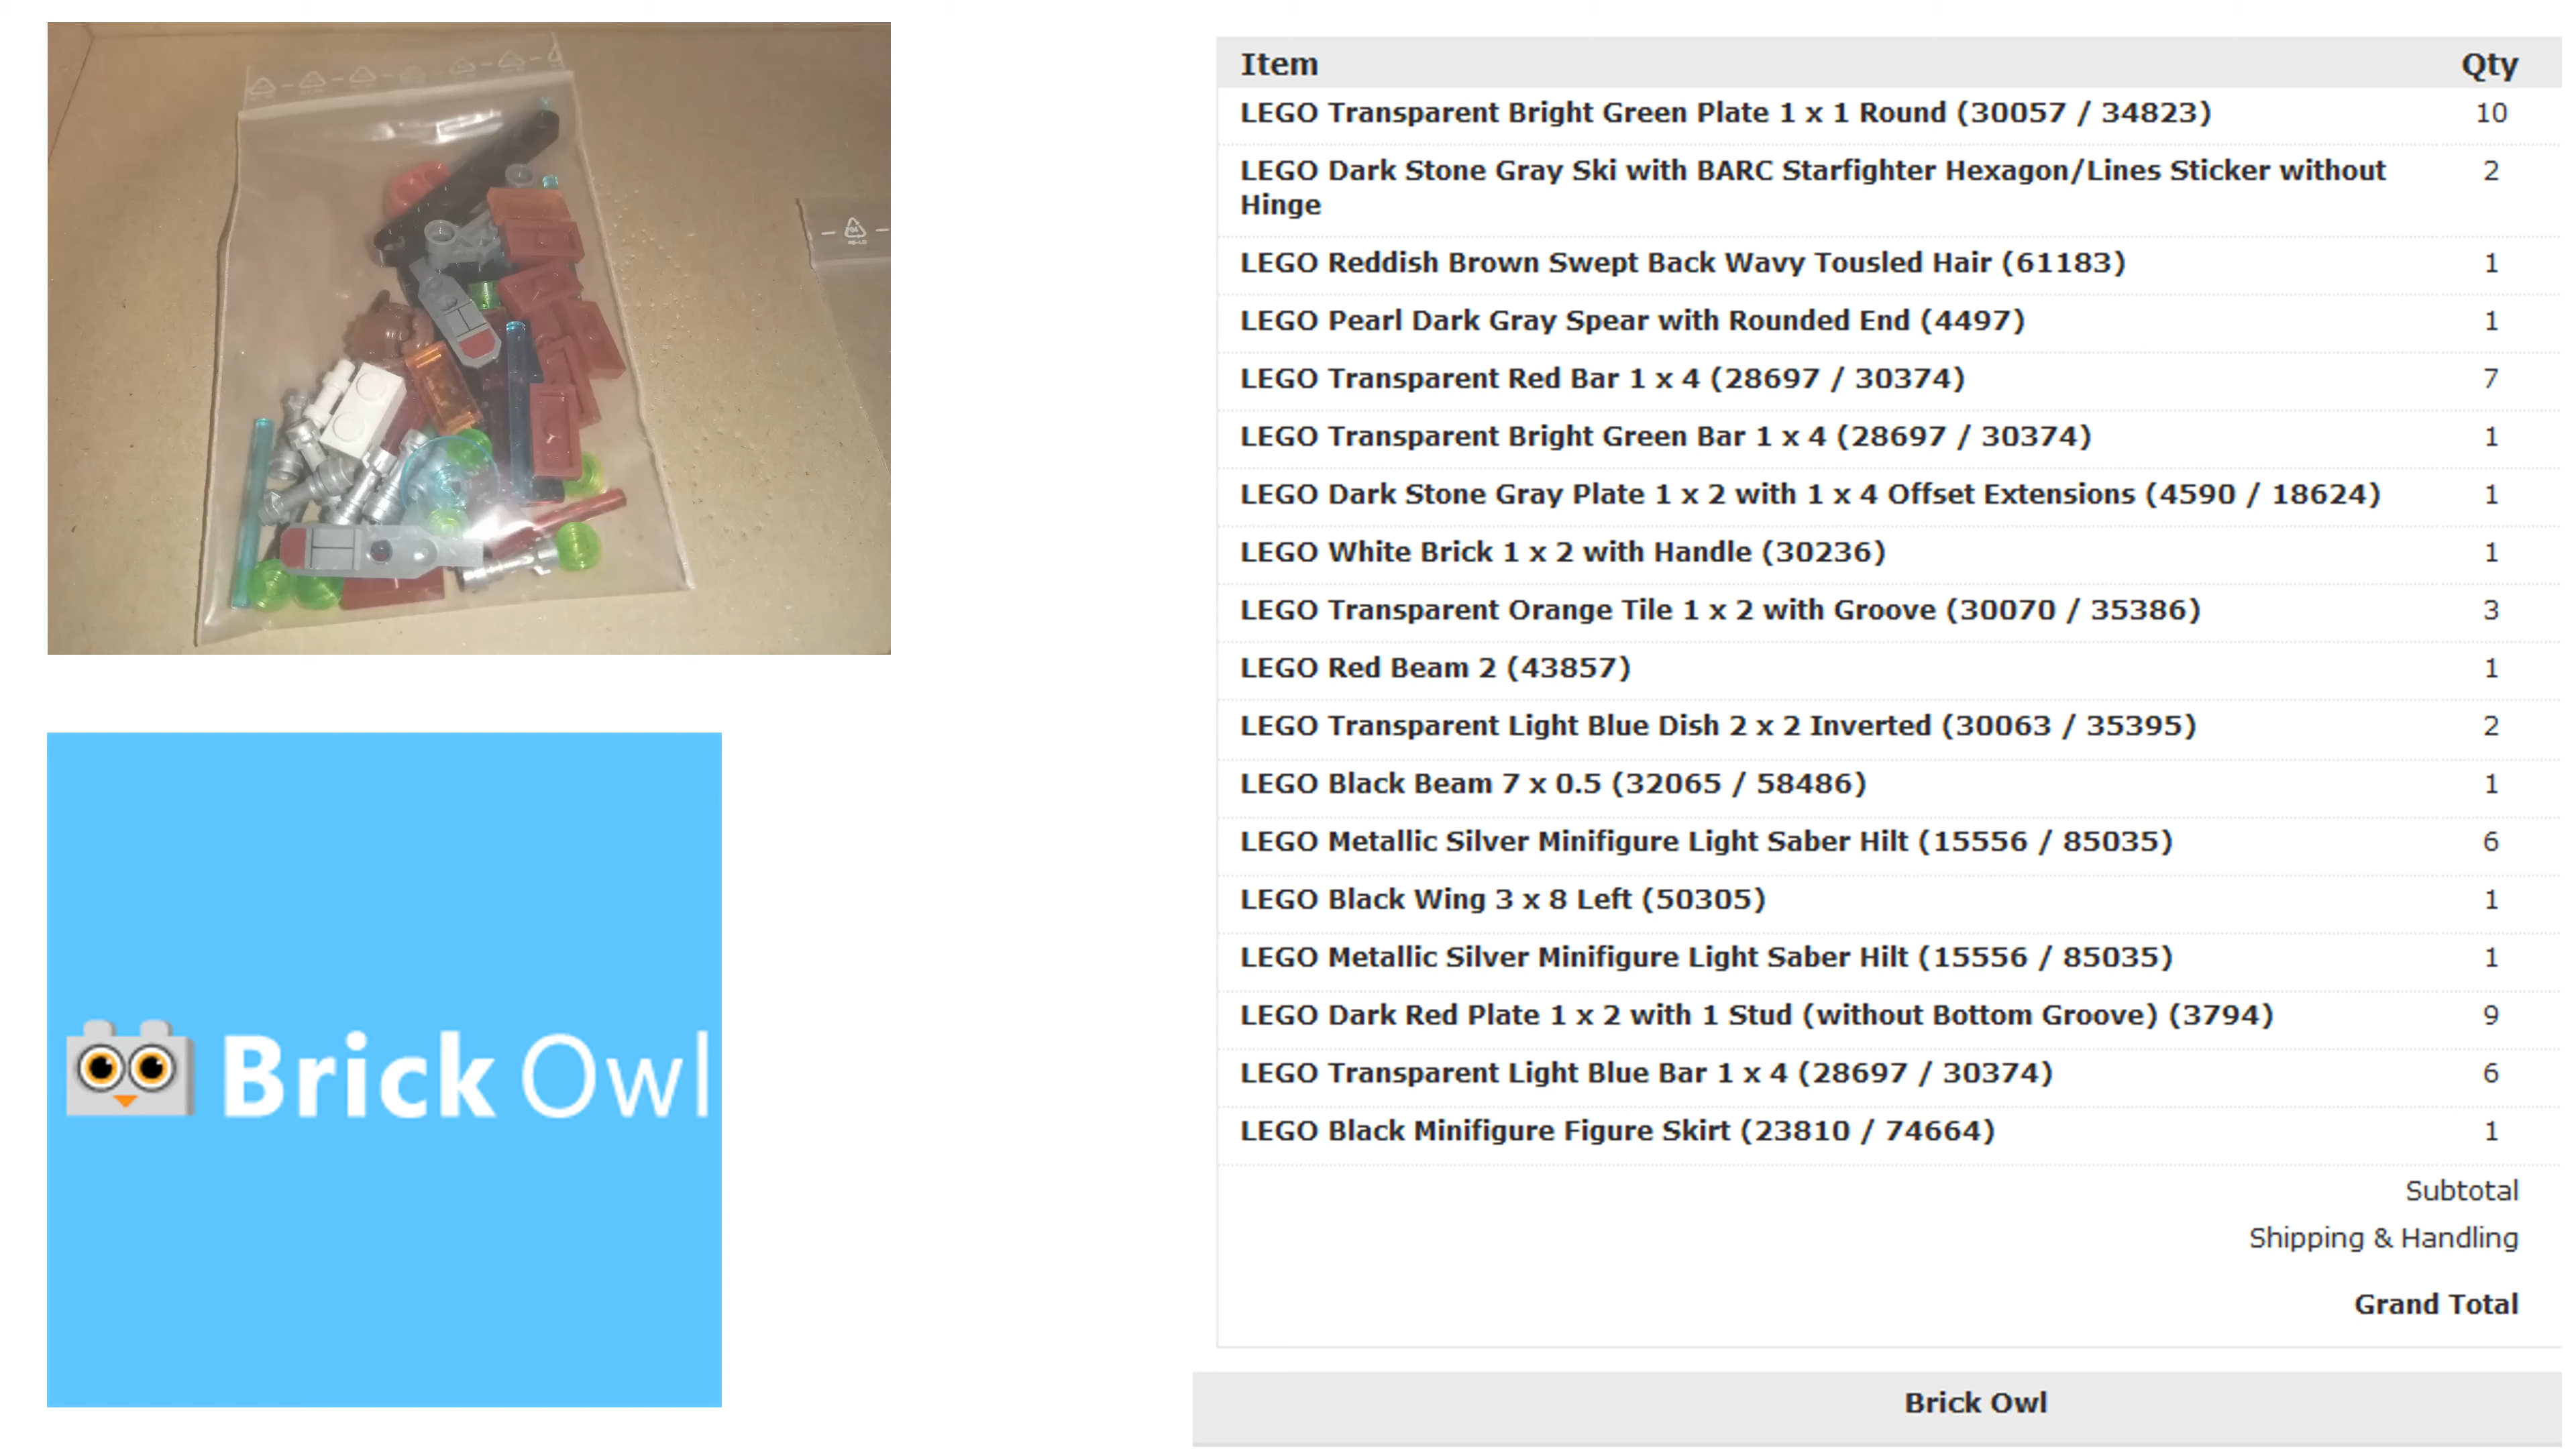 Item Qty
LEGO Transparent Bright Green Plate 1 x 1 Round (30057 / 34823) 10
LEGO Dark Stone Gray Ski with BARC Starfighter Hexagon/Lines Sticker without 2
Hinge
LEGO Reddish Brown Swept Back Wavy Tousled Hair (61183) 1
LEGO Pearl Dark Gray Spear with Rounded End (4497) 1
LEGO Transparent Red Bar 1 x 4 (28697 / 30374) 7
LEGO Transparent Bright Green Bar 1 x 4 (28697 / 30374) 1
LEGO Dark Stone Gray Plate 1 x 2 with 1 x 4 Offset Extensions (4590 / 18624) 1
LEGO White Brick 1 x 2 with Handle (30236) 1
LEGO Transparent Orange Tile 1 x 2 with Groove (30070 / 35386) 3
LEGO Red Beam 2 (43857) 1
LEGO Transparent Light Blue Dish 2 x 2 Inverted (30063 / 35395) 2
LEGO Black Beam 7 x 0.5 (32065 / 58486) 1
LEGO Metallic Silver Minifigure Light Saber Hilt (15556 / 85035) 6
LEGO Black Wing 3 x 8 Left (50305) 1
LEGO Metallic Silver Minifigure Light Saber Hilt (15556 / 85035) 1
LEGO Dark Red Plate 1 x 2 with 1 Stud (without Bottom Groove) (3794) 9
LEGO Transparent Light Blue Bar 1 x 4 (28697 / 30374) 6
LEGO Black Minifigure Figure Skirt (23810 / 74664) 1
Subtotal
Shipping & Handling
Grand Total
Brick Owl
Brick Owl